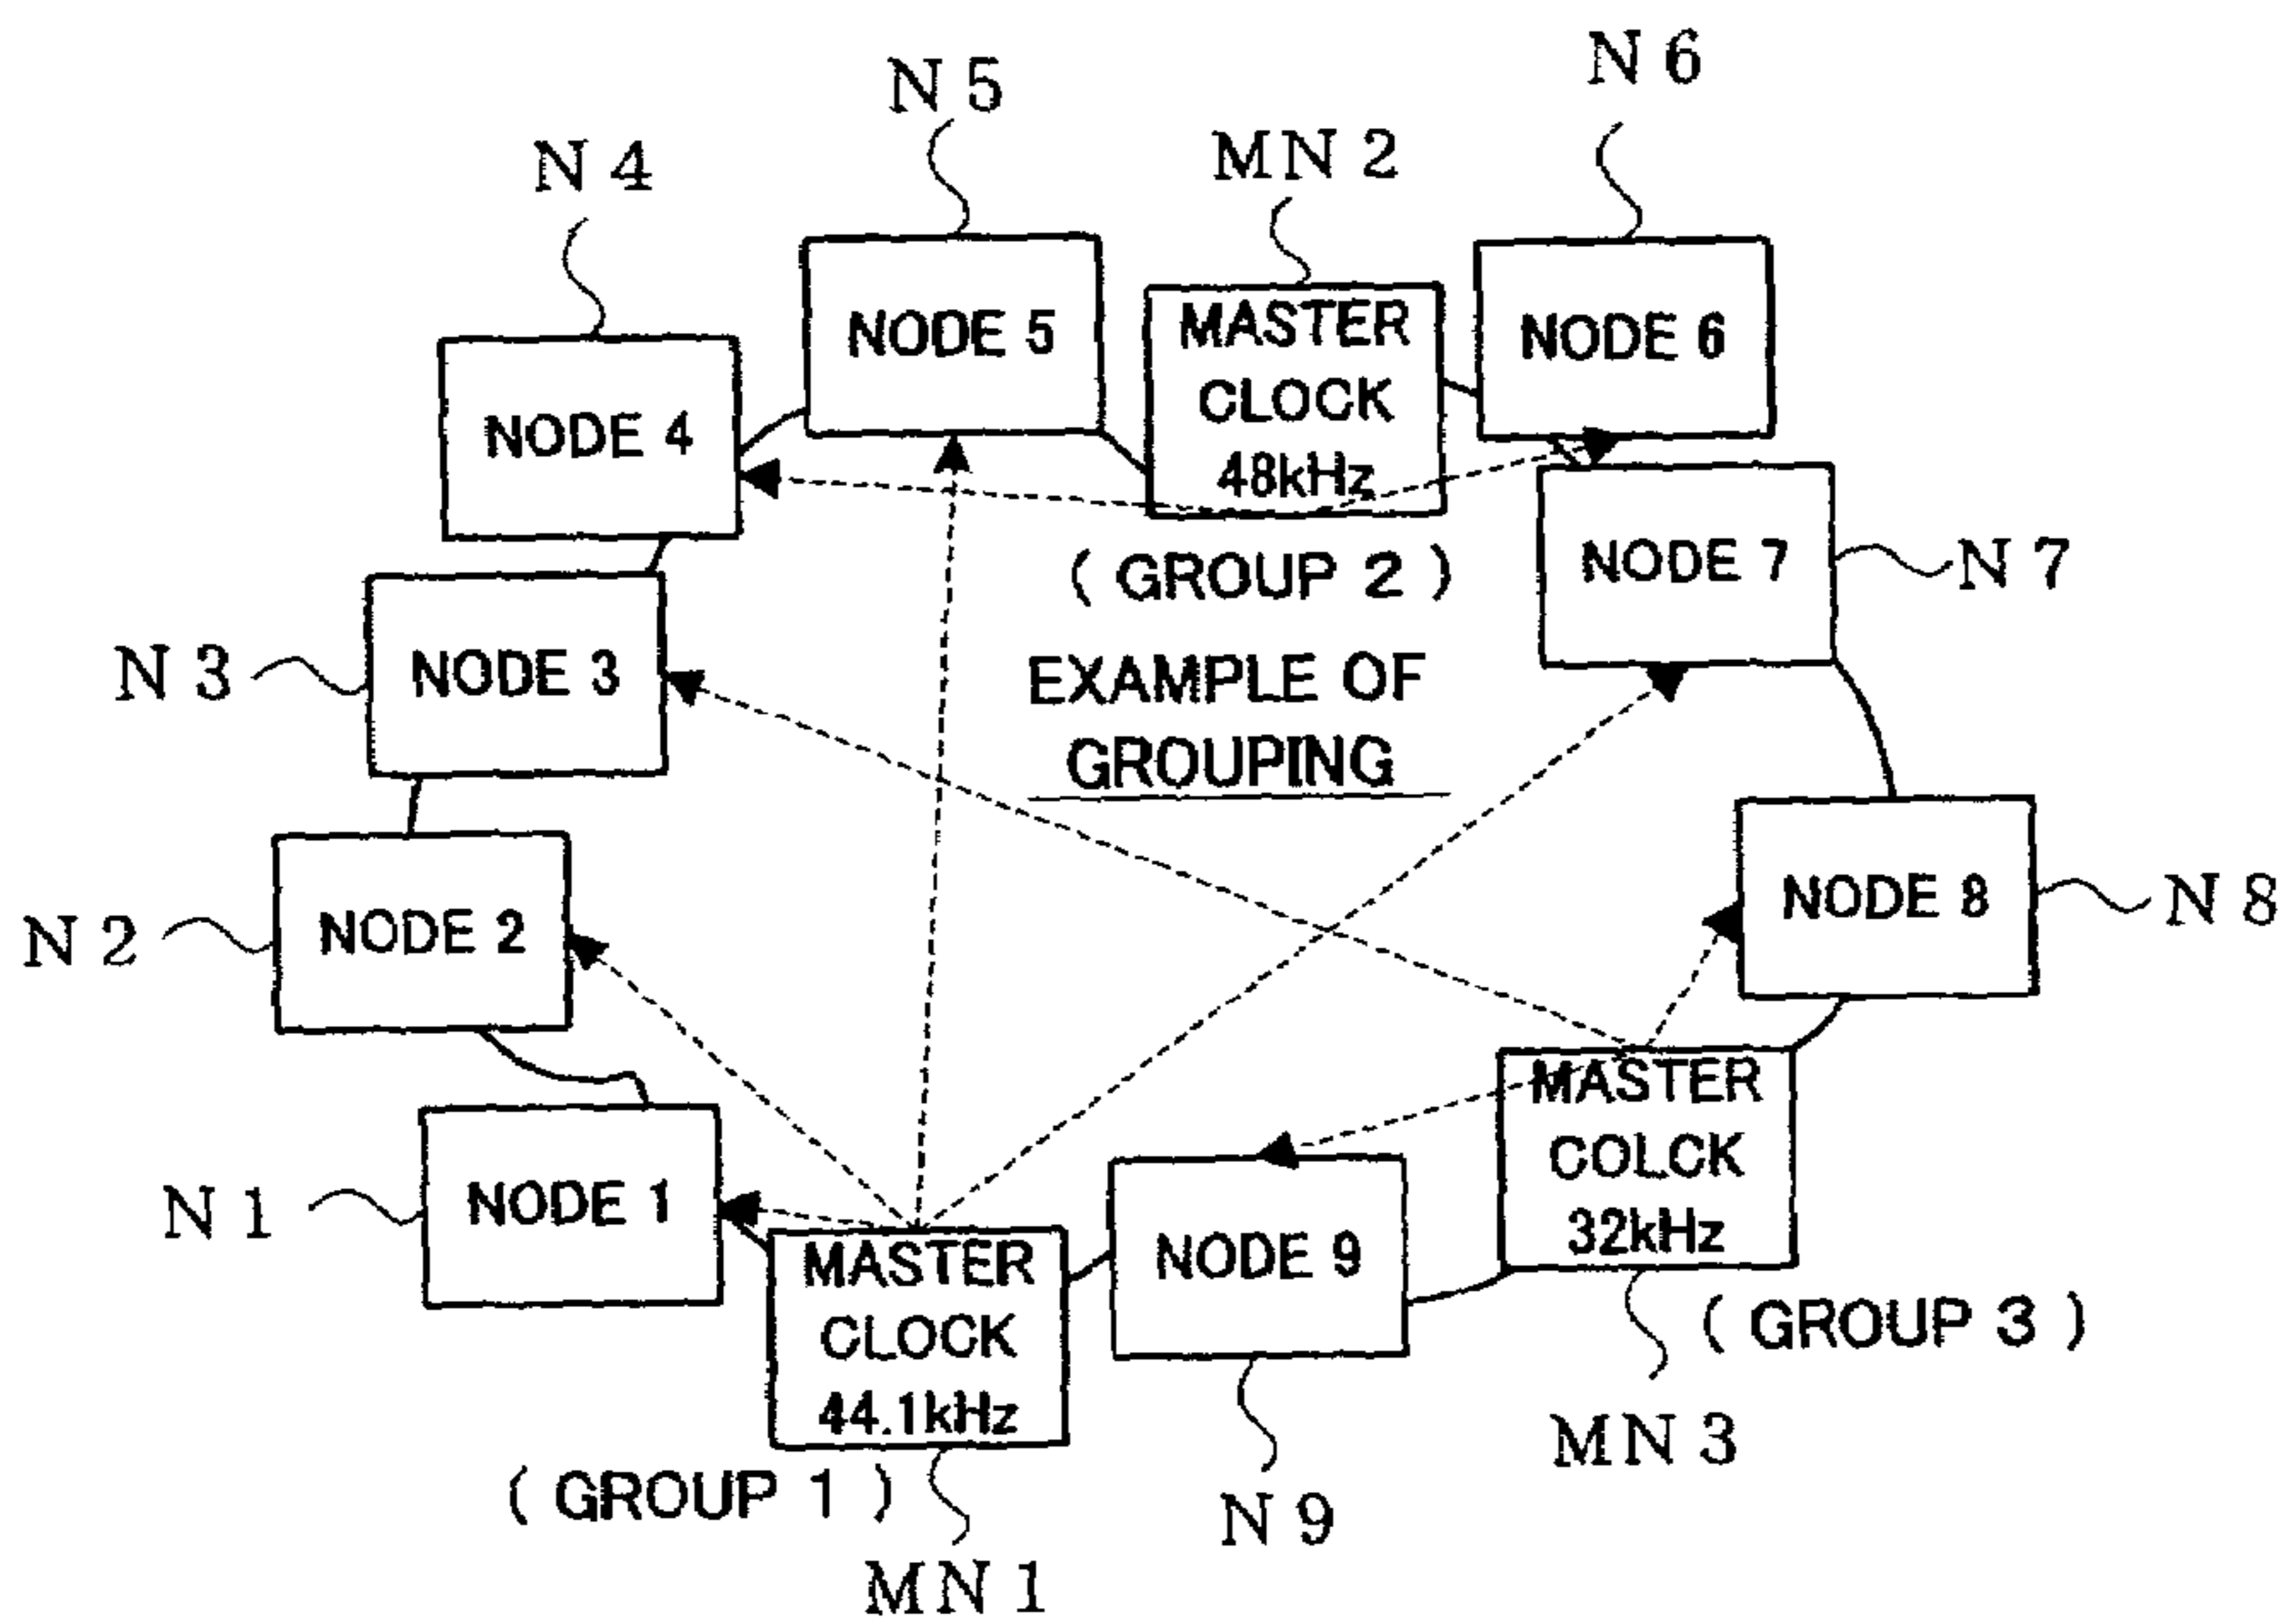 N 6
N 5
MN 2
N 4
NODE 5
MASTER
CLOCK
48kHz
NODE 6
NODE 4
( GROUP 2 )
NODE 7
N 7
N 3
NODE 3
EXAMPLE OF
GROUPING
NODE 8
N 8
N 2
NODE 2
MASTER
COLCK
32kHz
N 1
NODE 1
MASTER
CLOCK
44.1kHz
NODE 9
( GROUP 3 )
MN 3
( GROUP 1 )
N 9
MN 1